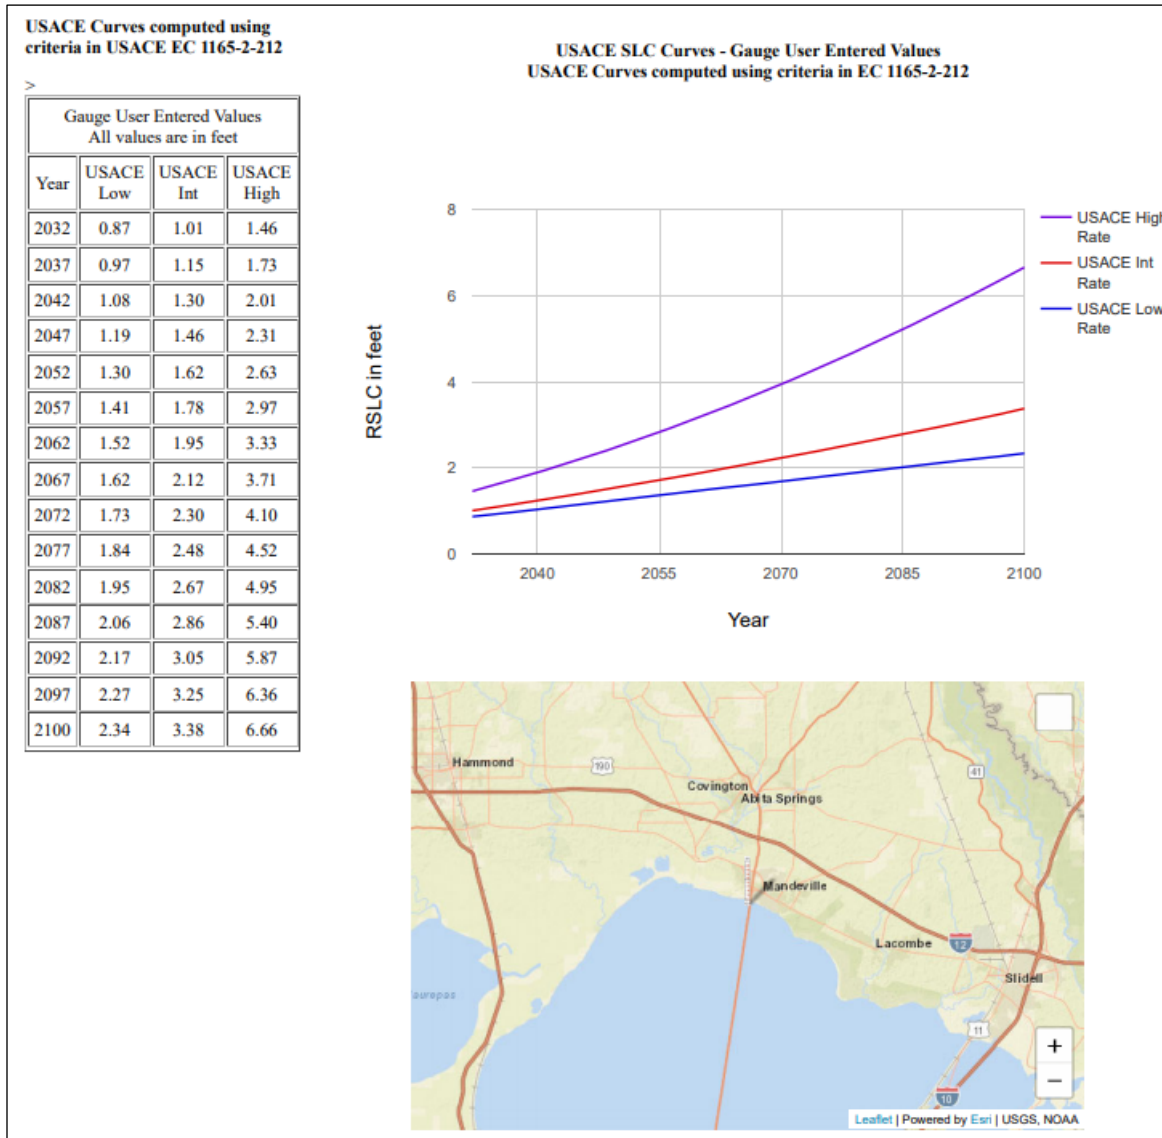 USACE Curves computed using
criteria in USACE EC 1165-2-212
>
Gauge User Entered Values
All values are in feet
Year USACE Low USACE Int USACE High
2032 0.87 1.01 1.46
2037 0.97 1.15 1.73
2042 1.08 1.30 2.01
2047 1.19 1.46 2.31
2052 1.30 1.62 2.63
2057 1.41 1.78 2.97
2062 1.52 1.95 3.33
2067 1.62 2.12 3.71
2072 1.73 2.30 4.10
2077 1.84 2.48 4.52
2082 1.95 2.67 4.95
2087 2.06 2.86 5.40
2092 2.17 3.05 5.87
2097 2.27 3.25 6.36
2100 2.34 3.38 6.66
USACE SLC Curves - Gauge User Entered Values
USACE Curves computed using criteria in EC 1165-2-212
8
6
4
2
0
RSLC in feet
2040 2055 2070 2085 2100
Year
USACE High
Rate
USACE Int
Rate
USACE Low
Rate
Hammond
190
Covington
Abita Springs
41
Mandeville
Lacombe
12
Slidell
aurepas
11
10
+
−
Leaflet | Powered by Esri | USGS, NOAA